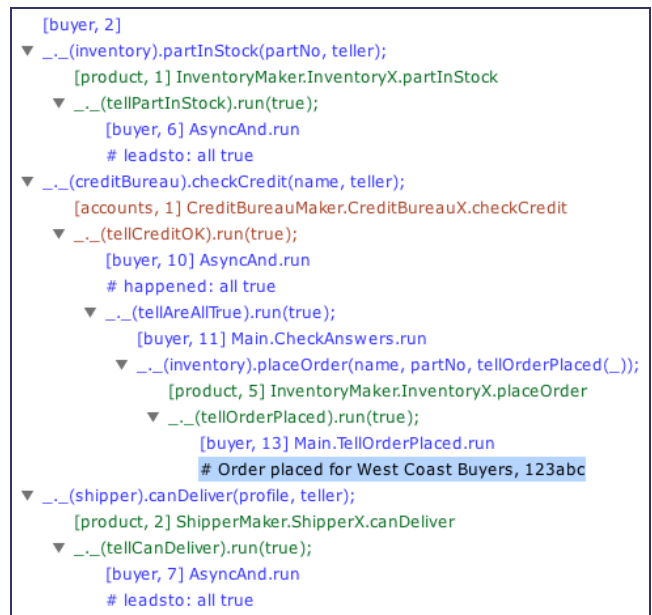 [buyer, 2]
▼ _._(inventory).partInStock(partNo, teller);
[product, 1] InventoryMaker.InventoryX.partInStock
▼ _._(tellPartInStock).run(true);
[buyer, 6] AsyncAnd.run
# leadsto: all true
▼ _._(creditBureau).checkCredit(name, teller);
[accounts, 1] CreditBureauMaker.CreditBureauX.checkCredit
▼ _._(tellCreditOK).run(true);
[buyer, 10] AsyncAnd.run
# happened: all true
▼ _._(tellAreAllTrue).run(true);
[buyer, 11] Main.CheckAnswers.run
▼ _._(inventory).placeOrder(name, partNo, tellOrderPlaced(_));
[product, 5] InventoryMaker.InventoryX.placeOrder
▼ _._(tellOrderPlaced).run(true);
[buyer, 13] Main.TellOrderPlaced.run
# Order placed for West Coast Buyers, 123abc
▼ _._(shipper).canDeliver(profile, teller);
[product, 2] ShipperMaker.ShipperX.canDeliver
▼ _._(tellCanDeliver).run(true);
[buyer, 7] AsyncAnd.run
# leadsto: all true